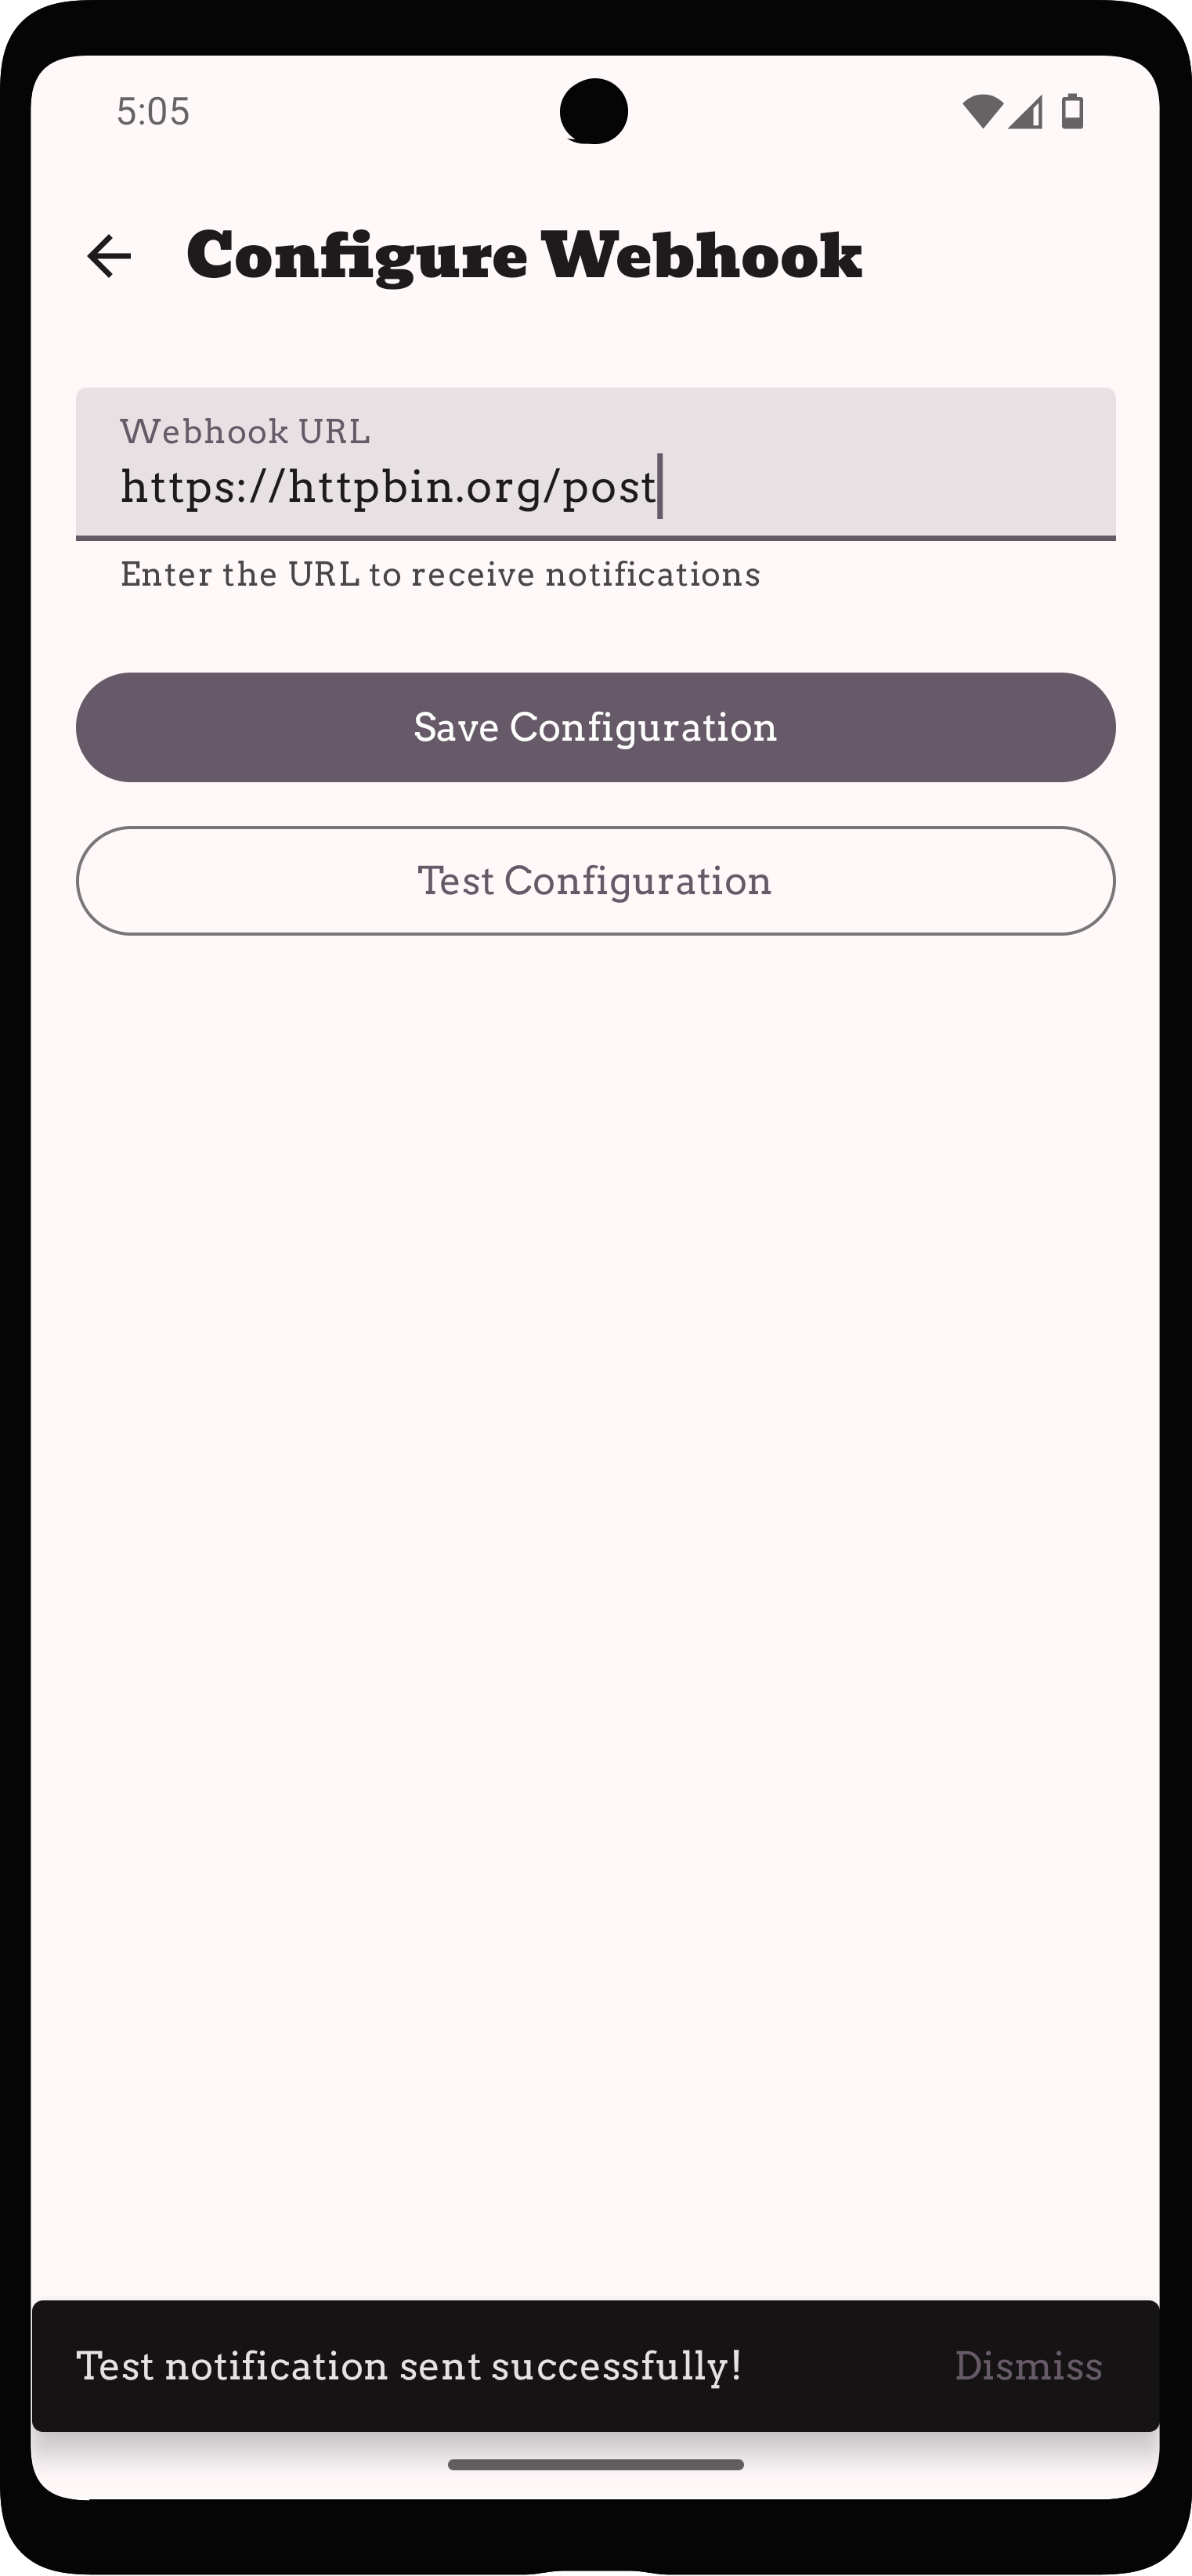 5:05
Configure Webhook
Webhook URL
https://httpbin.org/post
Enter the URL to receive notifications
Save Configuration
Test Configuration
Test notification sent successfully! Dismiss